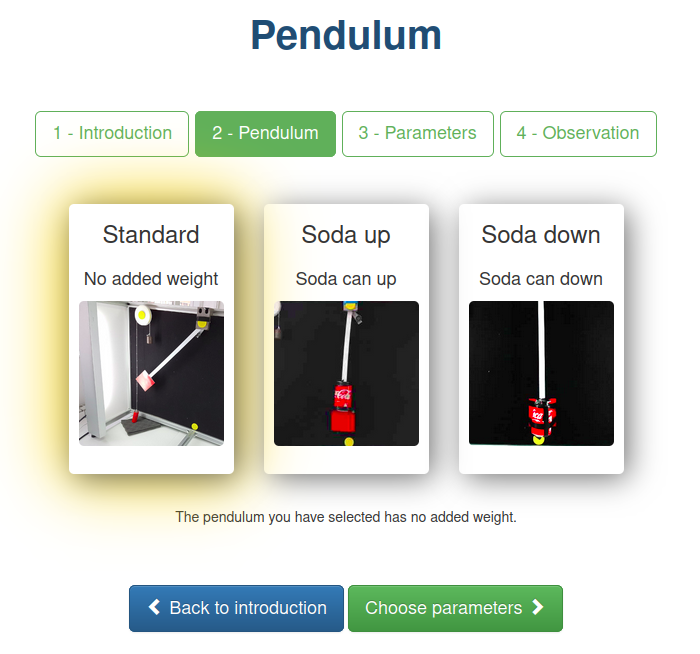 Pendulum
1 - Introduction
2 - Pendulum
3 - Parameters
4 - Observation
Standard
No added weight
Soda up
Soda can up
Soda down
Soda can down
The pendulum you have selected has no added weight.
Back to introduction
Choose parameters